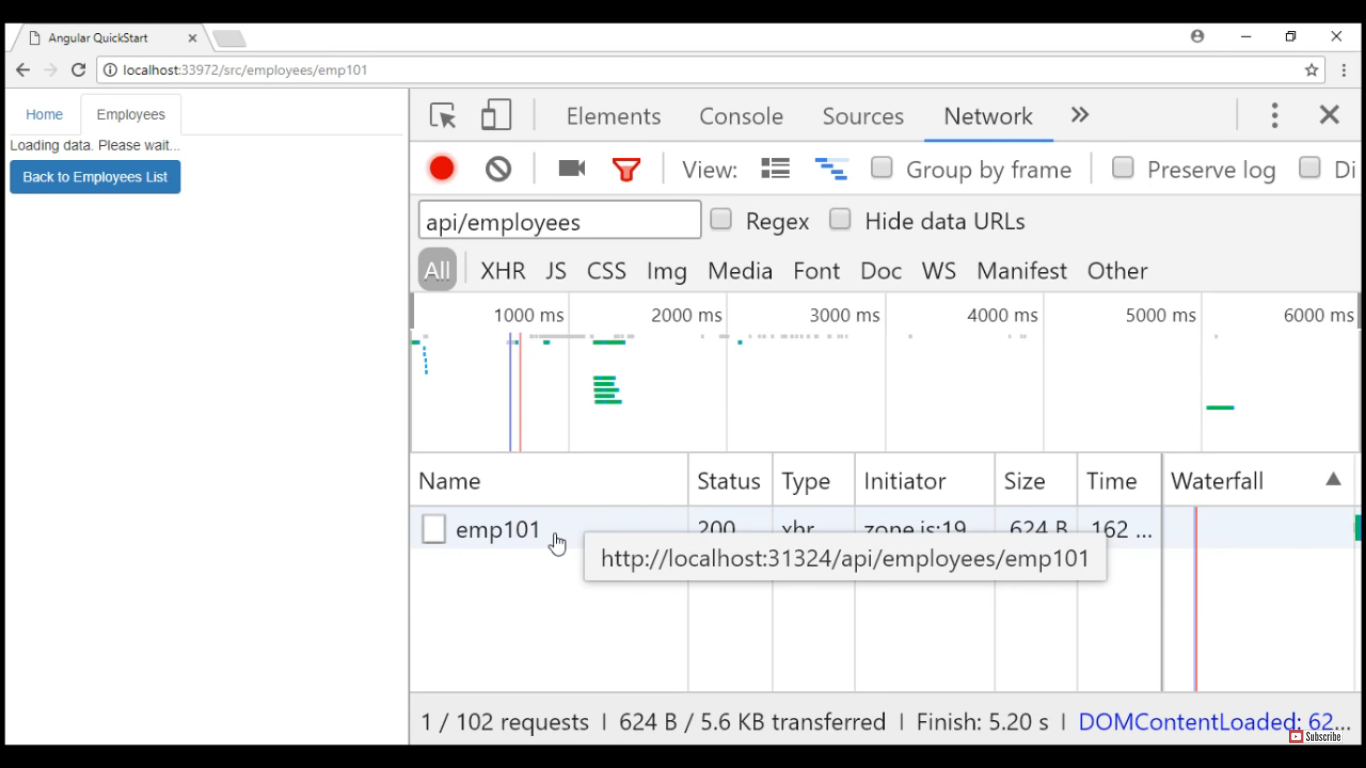 Angular QuickStart
localhost:33972/src/employees/emp101
Home Employees
Loading data. Please wait...
Back to Employees List
Elements Console Sources Network
View: Group by frame Preserve log Di
api/employees Regex Hide data URLs
All XHR JS CSS Img Media Font Doc WS Manifest Other
1000 ms 2000 ms 3000 ms 4000 ms 5000 ms 6000 ms
Name Status Type Initiator Size Time Waterfall
emp101 200 xhr zone.js:19 624 B 162 ...
http://localhost:31324/api/employees/emp101
1 / 102 requests | 624 B / 5.6 KB transferred | Finish: 5.20 s | DOMContentLoaded: 62...
Subscribe